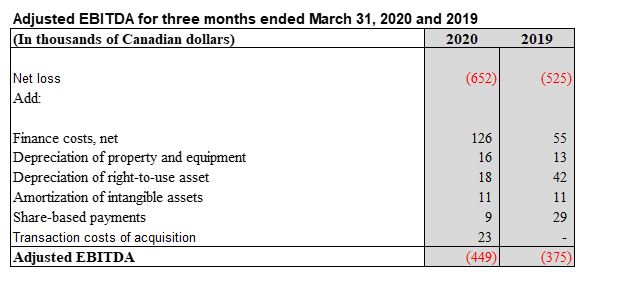 Adjusted EBITDA for three months ended March 31, 2020 and 2019
(In thousands of Canadian dollars) 2020 2019
Net loss (652) (525)
Add:
Finance costs, net 126 55
Depreciation of property and equipment 16 13
Depreciation of right-to-use asset 18 42
Amortization of intangible assets 11 11
Share-based payments 9 29
Transaction costs of acquisition 23 -
Adjusted EBITDA (449) (375)